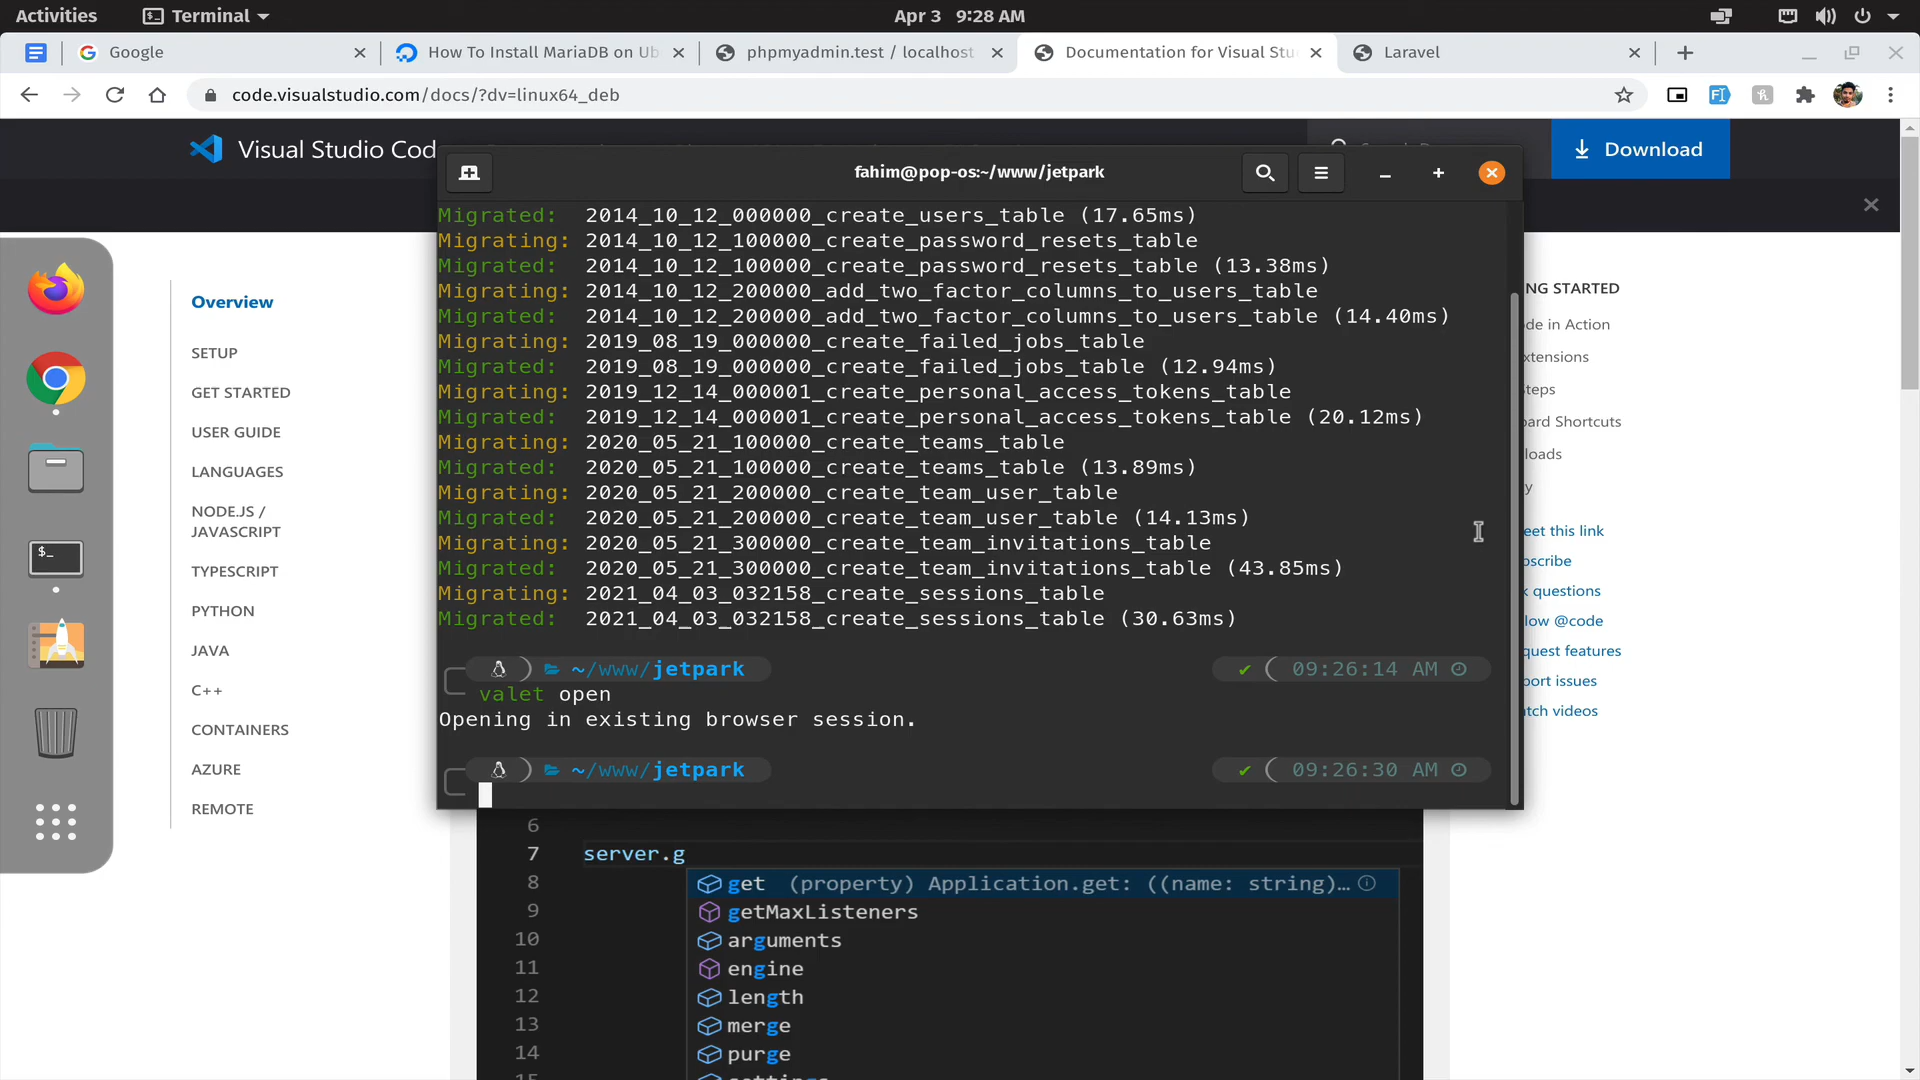 Activities
Terminal
Apr 3 9:28 AM
Google
How To Install MariaDB on Ub
phpmyadmin.test / localhost
Documentation for Visual Stu
Laravel
code.visualstudio.com/docs/?dv=linux64_deb
Visual Studio Cod
Download
fahim@pop-os:~/www/jetpark
Migrated: 2014_10_12_000000_create_users_table (17.65ms)
Migrating: 2014_10_12_100000_create_password_resets_table
Migrated: 2014_10_12_100000_create_password_resets_table (13.38ms)
Migrating: 2014_10_12_200000_add_two_factor_columns_to_users_table
Migrated: 2014_10_12_200000_add_two_factor_columns_to_users_table (14.40ms)
Migrating: 2019_08_19_000000_create_failed_jobs_table
Migrated: 2019_08_19_000000_create_failed_jobs_table (12.94ms)
Migrating: 2019_12_14_000001_create_personal_access_tokens_table
Migrated: 2019_12_14_000001_create_personal_access_tokens_table (20.12ms)
Migrating: 2020_05_21_100000_create_teams_table
Migrated: 2020_05_21_100000_create_teams_table (13.89ms)
Migrating: 2020_05_21_200000_create_team_user_table
Migrated: 2020_05_21_200000_create_team_user_table (14.13ms)
Migrating: 2020_05_21_300000_create_team_invitations_table
Migrated: 2020_05_21_300000_create_team_invitations_table (43.85ms)
Migrating: 2021_04_03_032158_create_sessions_table
Migrated: 2021_04_03_032158_create_sessions_table (30.63ms)
~/www/jetpark ✔ 09:26:14 AM
valet open
Opening in existing browser session.
~/www/jetpark ✔ 09:26:30 AM
Overview
SETUP
GET STARTED
USER GUIDE
LANGUAGES
NODE.JS /
JAVASCRIPT
TYPESCRIPT
PYTHON
JAVA
C++
CONTAINERS
AZURE
REMOTE
NG STARTED
de in Action
xtensions
teps
ard Shortcuts
loads
y
eet this link
scribe
k questions
low @code
quest features
port issues
tch videos
6
7 server.g
8 get (property) Application.get: ((name: string)…
9 getMaxListeners
10 arguments
11 engine
12 length
13 merge
14 purge